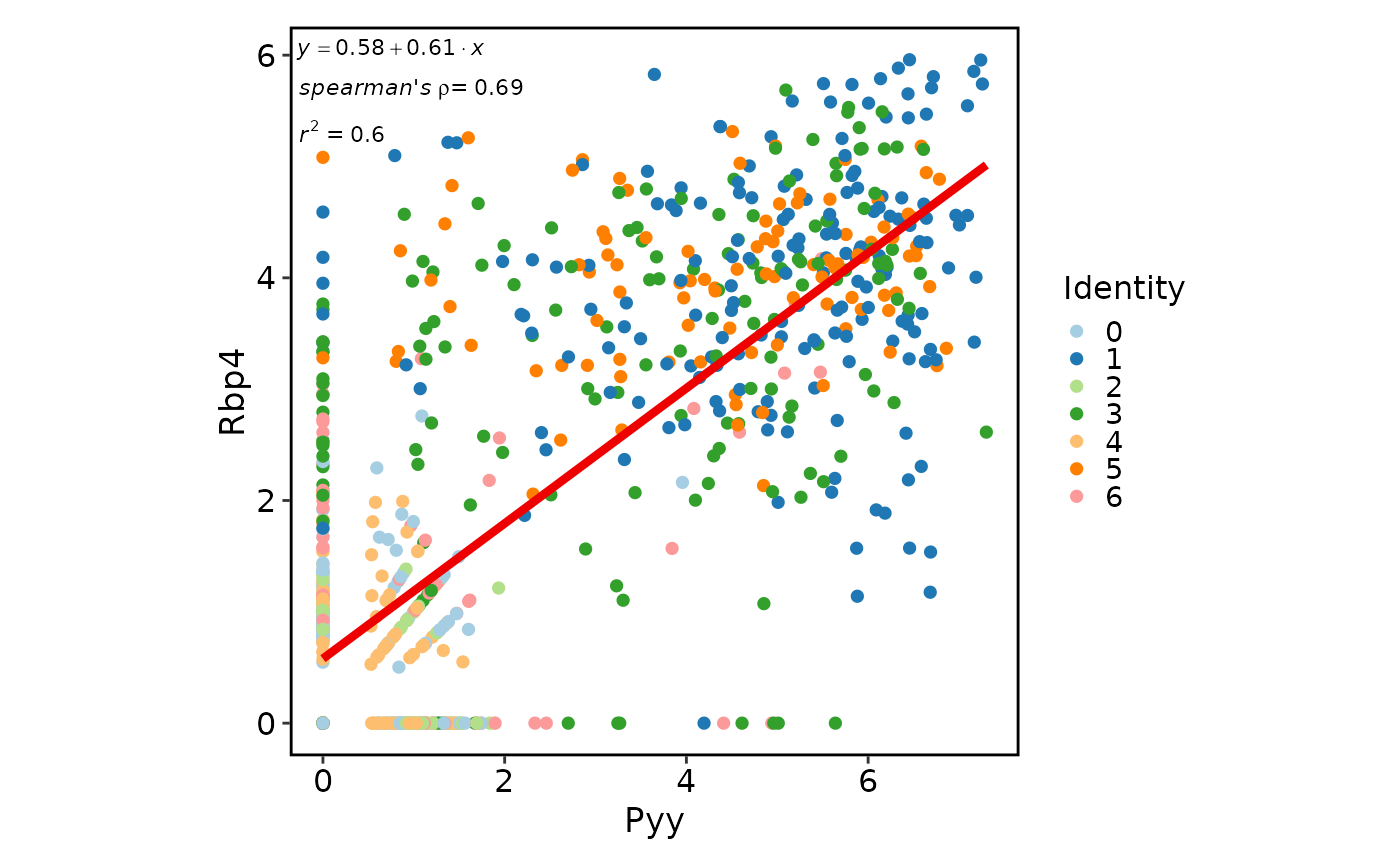 y = 0.58 + 0.61 · x
spearman's ρ= 0.69
r² = 0.6
6
4
2
0
Rbp4
0 2 4 6
Pyy
Identity
0
1
2
3
4
5
6